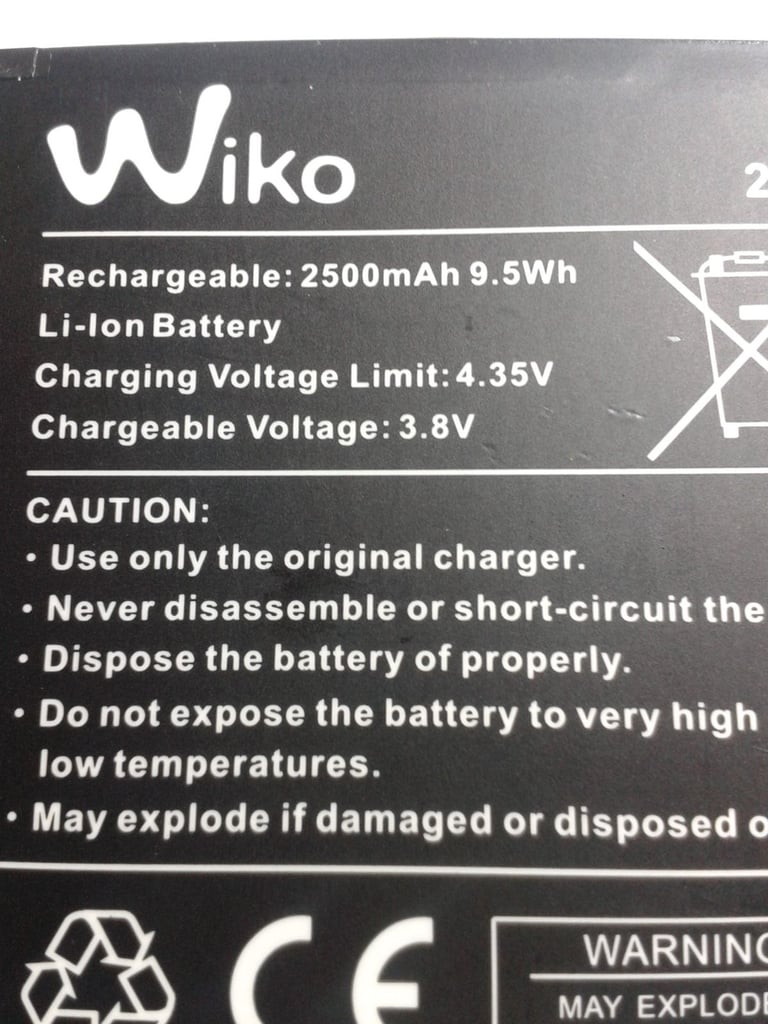 Wiko
2
Rechargeable: 2500mAh 9.5Wh
Li-Ion Battery
Charging Voltage Limit: 4.35V
Chargeable Voltage: 3.8V
CAUTION:
• Use only the original charger.
• Never disassemble or short-circuit the
• Dispose the battery of properly.
• Do not expose the battery to very high
low temperatures.
• May explode if damaged or disposed o
CE
WARNING
MAY EXPLODE